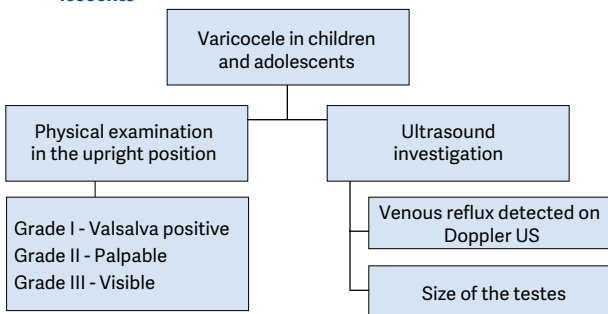 Varicocele in children
and adolescents
Physical examination
in the upright position
Ultrasound
investigation
Grade I - Valsalva positive
Grade II - Palpable
Grade III - Visible
Venous reflux detected on
Doppler US
Size of the testes